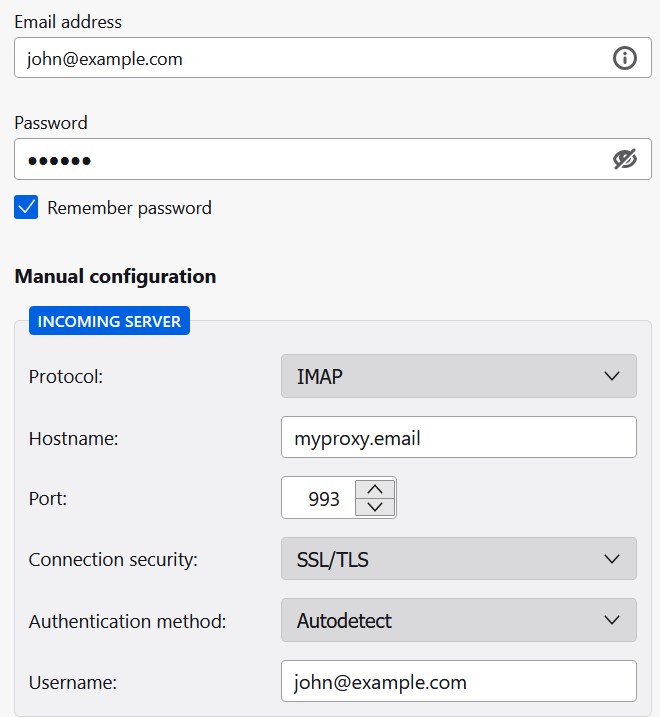 Email address
john@example.com
Password
••••••
Remember password
Manual configuration
INCOMING SERVER
Protocol: IMAP
Hostname: myproxy.email
Port: 993
Connection security: SSL/TLS
Authentication method: Autodetect
Username: john@example.com